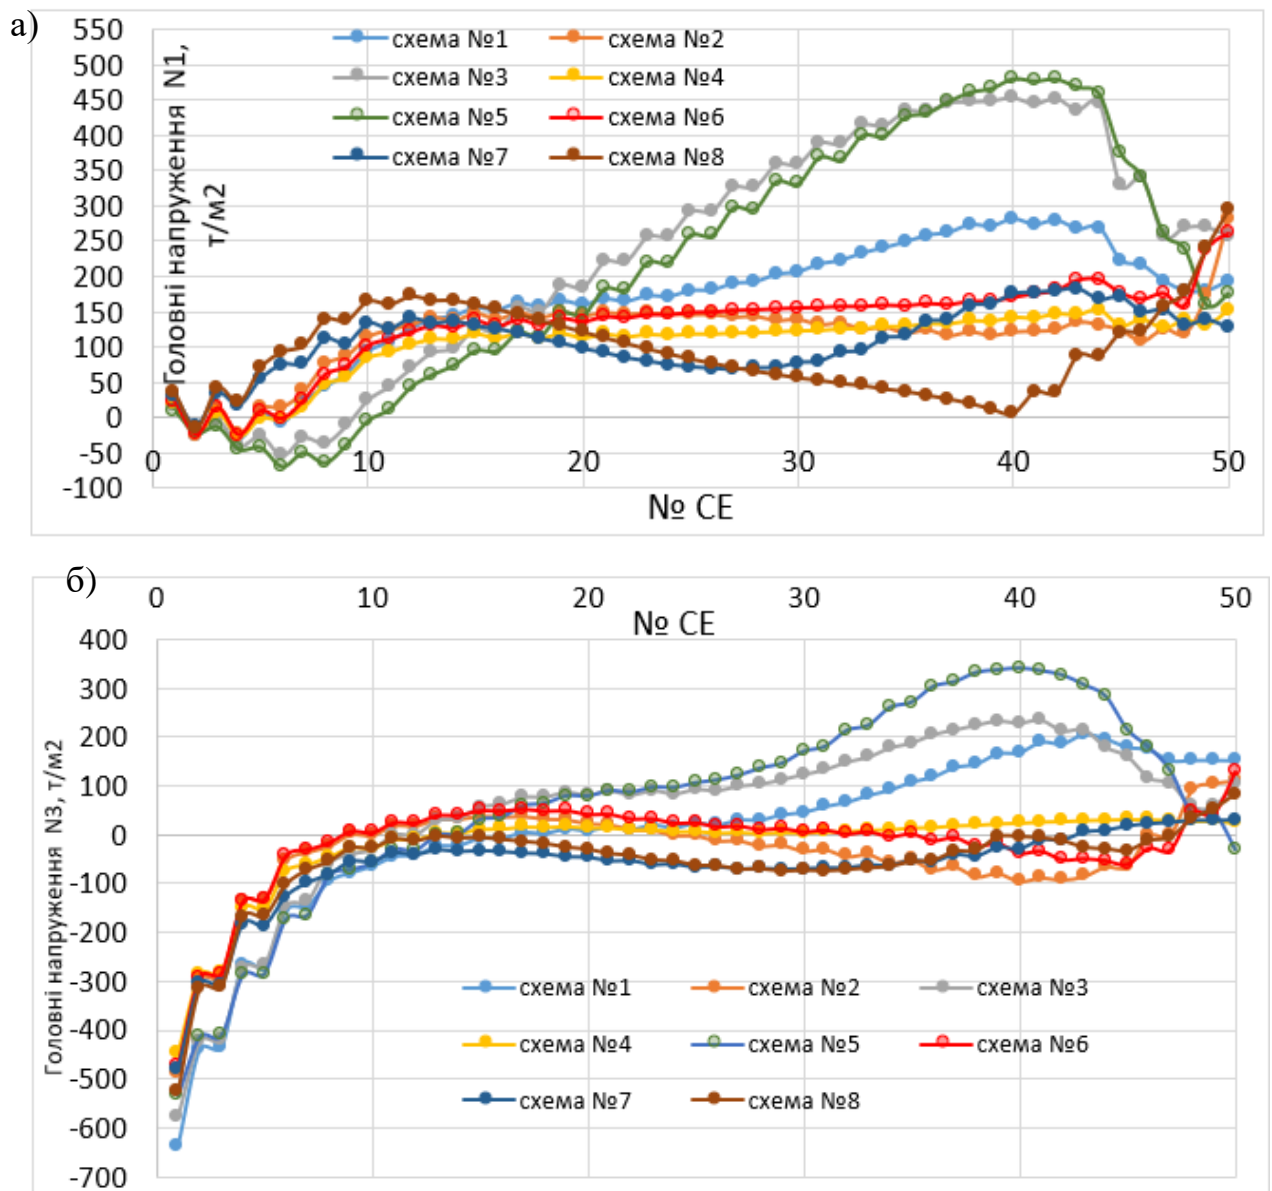 а)
Головні напруження N1,
т/м2
550
500
450
400
350
300
250
200
150
100
50
0
-50
-100
схема №1 схема №2
схема №3 схема №4
схема №5 схема №6
схема №7 схема №8
0 10 20 30 40 50
№ СЕ
б)
0 10 20 30 40 50
№ СЕ
Головні напруження N3, т/м2
400
300
200
100
0
-100
-200
-300
-400
-500
-600
-700
схема №1 схема №2 схема №3
схема №4 схема №5 схема №6
схема №7 схема №8